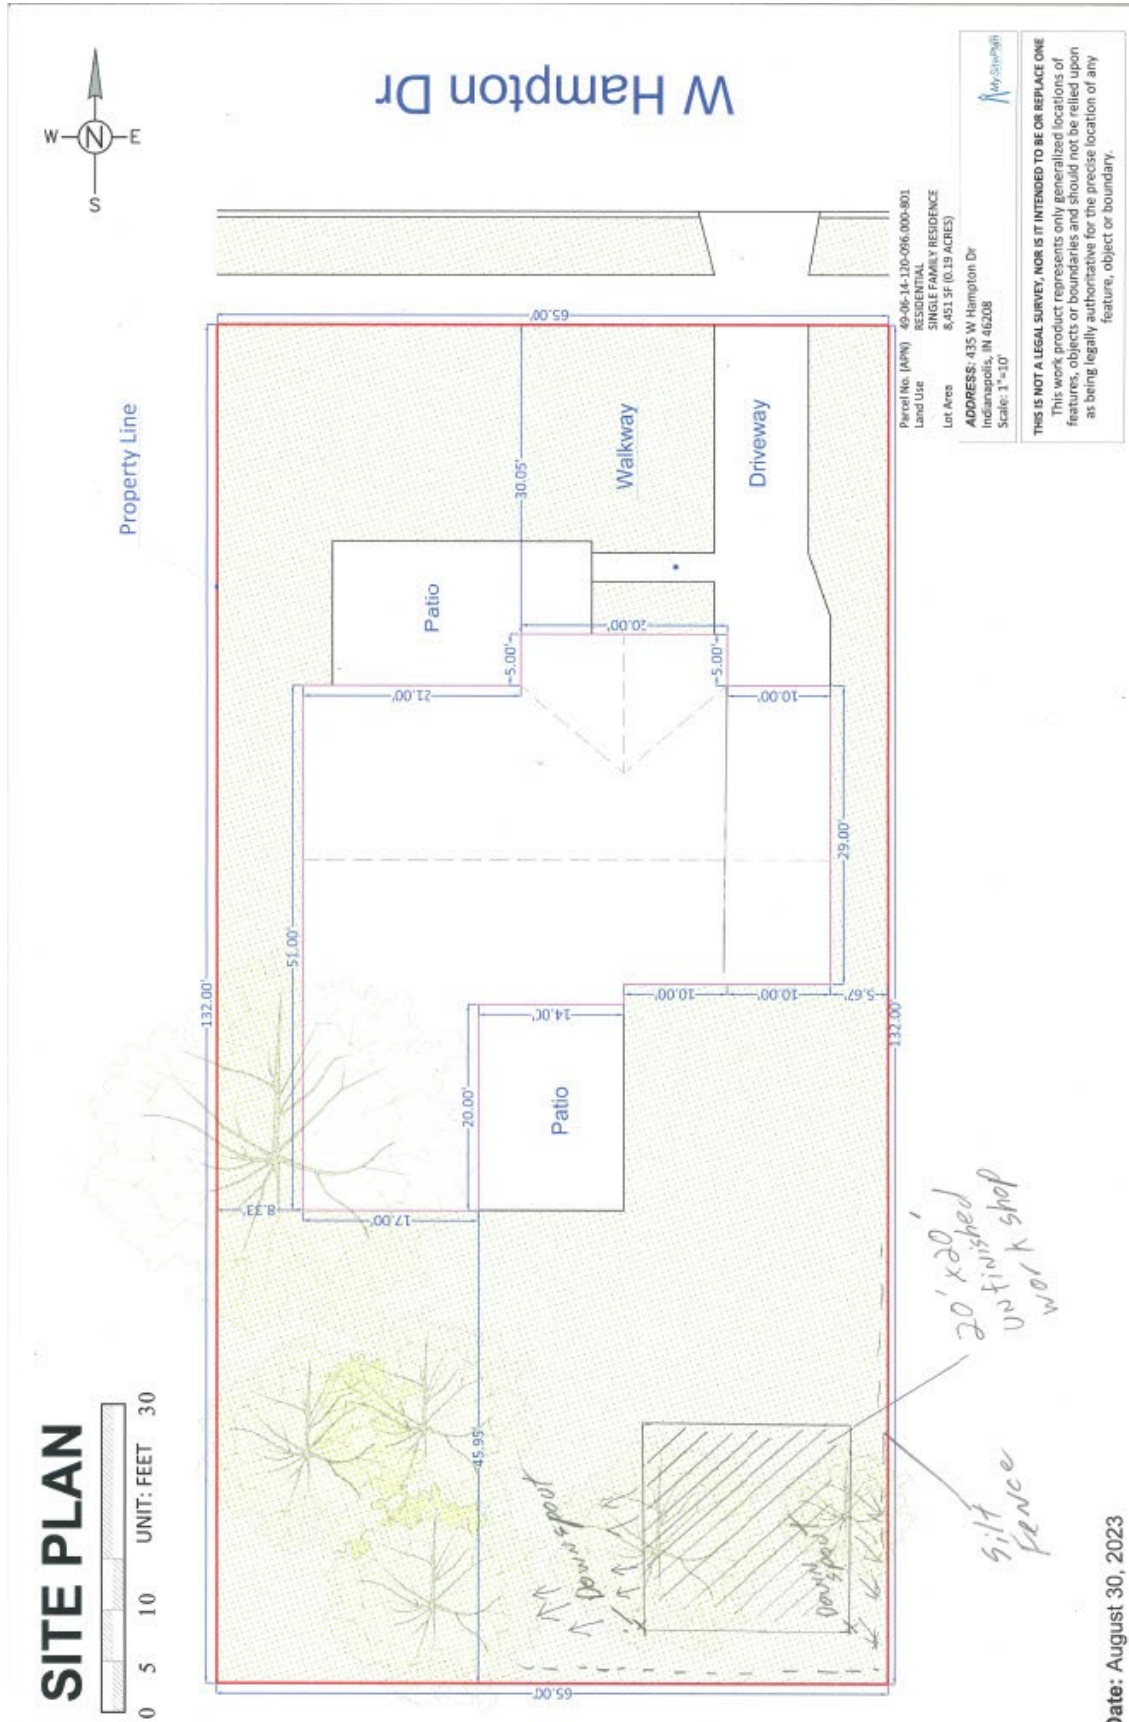 SITE PLAN
0 5 10 30
UNIT: FEET
N
W
E
S
W Hampton Dr
Property Line
65.00'
132.00'
30.05'
Patio
Walkway
Driveway
21.00'
5.00'
20.00'
5.00'
10.00'
51.00'
29.00'
10.00'
10.00'
5.67'
132.00'
14.00'
20.00'
Patio
8.33'
17.00'
45.95'
65.00'
Downspout
Down
spout
20' x20'
unfinished
work shop
Silt
Fence
Parcel No. (APN) 49-06-14-120-096.000-801
Land Use RESIDENTIAL
SINGLE FAMILY RESIDENCE
Lot Area 8,451 SF (0.19 ACRES)
ADDRESS: 435 W Hampton Dr
Indianapolis, IN 46208
Scale: 1"=10'
MySitePlan
THIS IS NOT A LEGAL SURVEY, NOR IS IT INTENDED TO BE OR REPLACE ONE
This work product represents only generalized locations of
features, objects or boundaries and should not be relied upon
as being legally authoritative for the precise location of any
feature, object or boundary.
Date: August 30, 2023